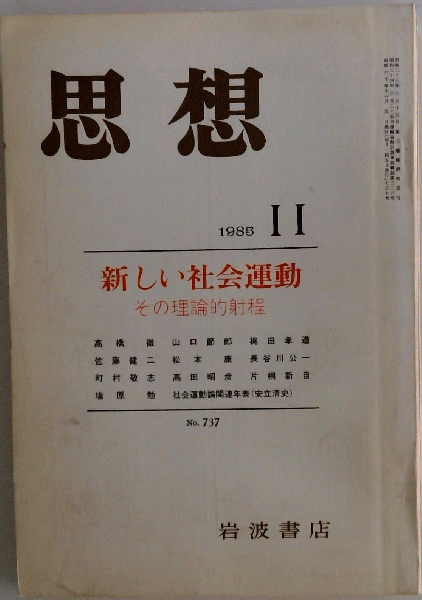 思想
1985 11
新しい社会運動
その理論的射程
高橋徹 山口節郎 梶田孝道
佐藤健二 松本康 長谷川公一
町村敬志 高田昭彦 片桐新自
塩原勉 社会運動論関連年表(安立清史)
No. 737
岩波書店